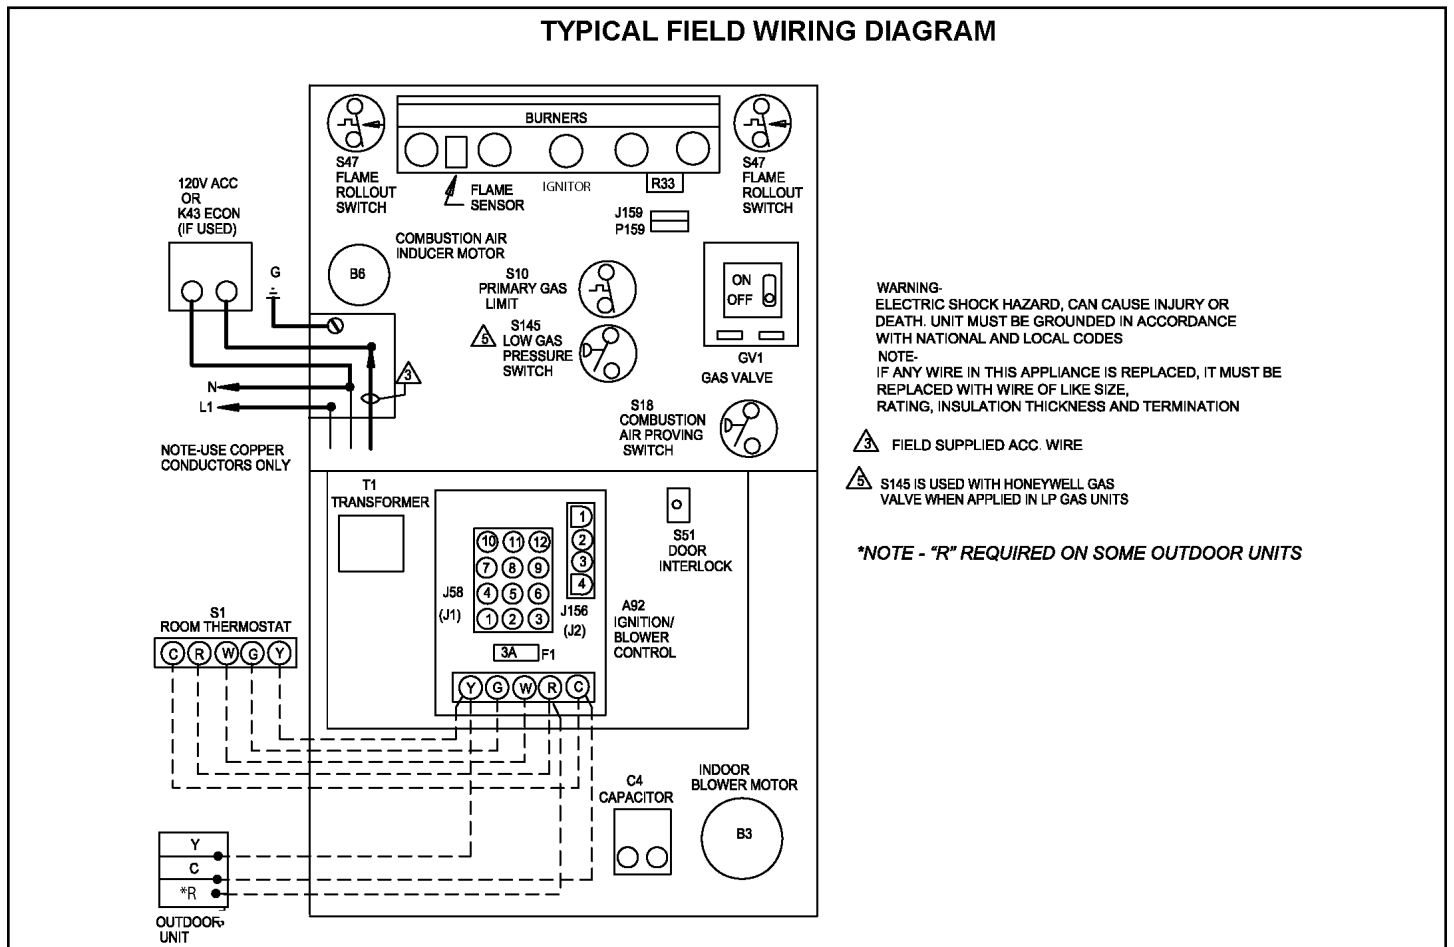 TYPICAL FIELD WIRING DIAGRAM
BURNERS
S47
FLAME
ROLLOUT
SWITCH
FLAME
SENSOR
IGNITOR
R33
S47
FLAME
ROLLOUT
SWITCH
120V ACC
OR
K43 ECON
(IF USED)
J159
P159
COMBUSTION AIR
INDUCER MOTOR
B6
G
S10
PRIMARY GAS
LIMIT
ON
OFF
5
S145
LOW GAS
PRESSURE
SWITCH
GV1
GAS VALVE
3
N
L1
S18
COMBUSTION
AIR PROVING
SWITCH
NOTE-USE COPPER
CONDUCTORS ONLY
WARNING-
ELECTRIC SHOCK HAZARD, CAN CAUSE INJURY OR
DEATH. UNIT MUST BE GROUNDED IN ACCORDANCE
WITH NATIONAL AND LOCAL CODES
NOTE-
IF ANY WIRE IN THIS APPLIANCE IS REPLACED, IT MUST BE
REPLACED WITH WIRE OF LIKE SIZE,
RATING, INSULATION THICKNESS AND TERMINATION
3 FIELD SUPPLIED ACC. WIRE
5 S145 IS USED WITH HONEYWELL GAS
VALVE WHEN APPLIED IN LP GAS UNITS
*NOTE - "R" REQUIRED ON SOME OUTDOOR UNITS
T1
TRANSFORMER
10 11 12
7 8 9
4 5 6
1 2 3
J58
(J1)
1
2
3
4
J156
(J2)
S51
DOOR
INTERLOCK
A92
IGNITION/
BLOWER
CONTROL
3A F1
Y G W R C
S1
ROOM THERMOSTAT
C R W G Y
C4
CAPACITOR
INDOOR
BLOWER MOTOR
B3
Y
C
*R
OUTDOOR
UNIT